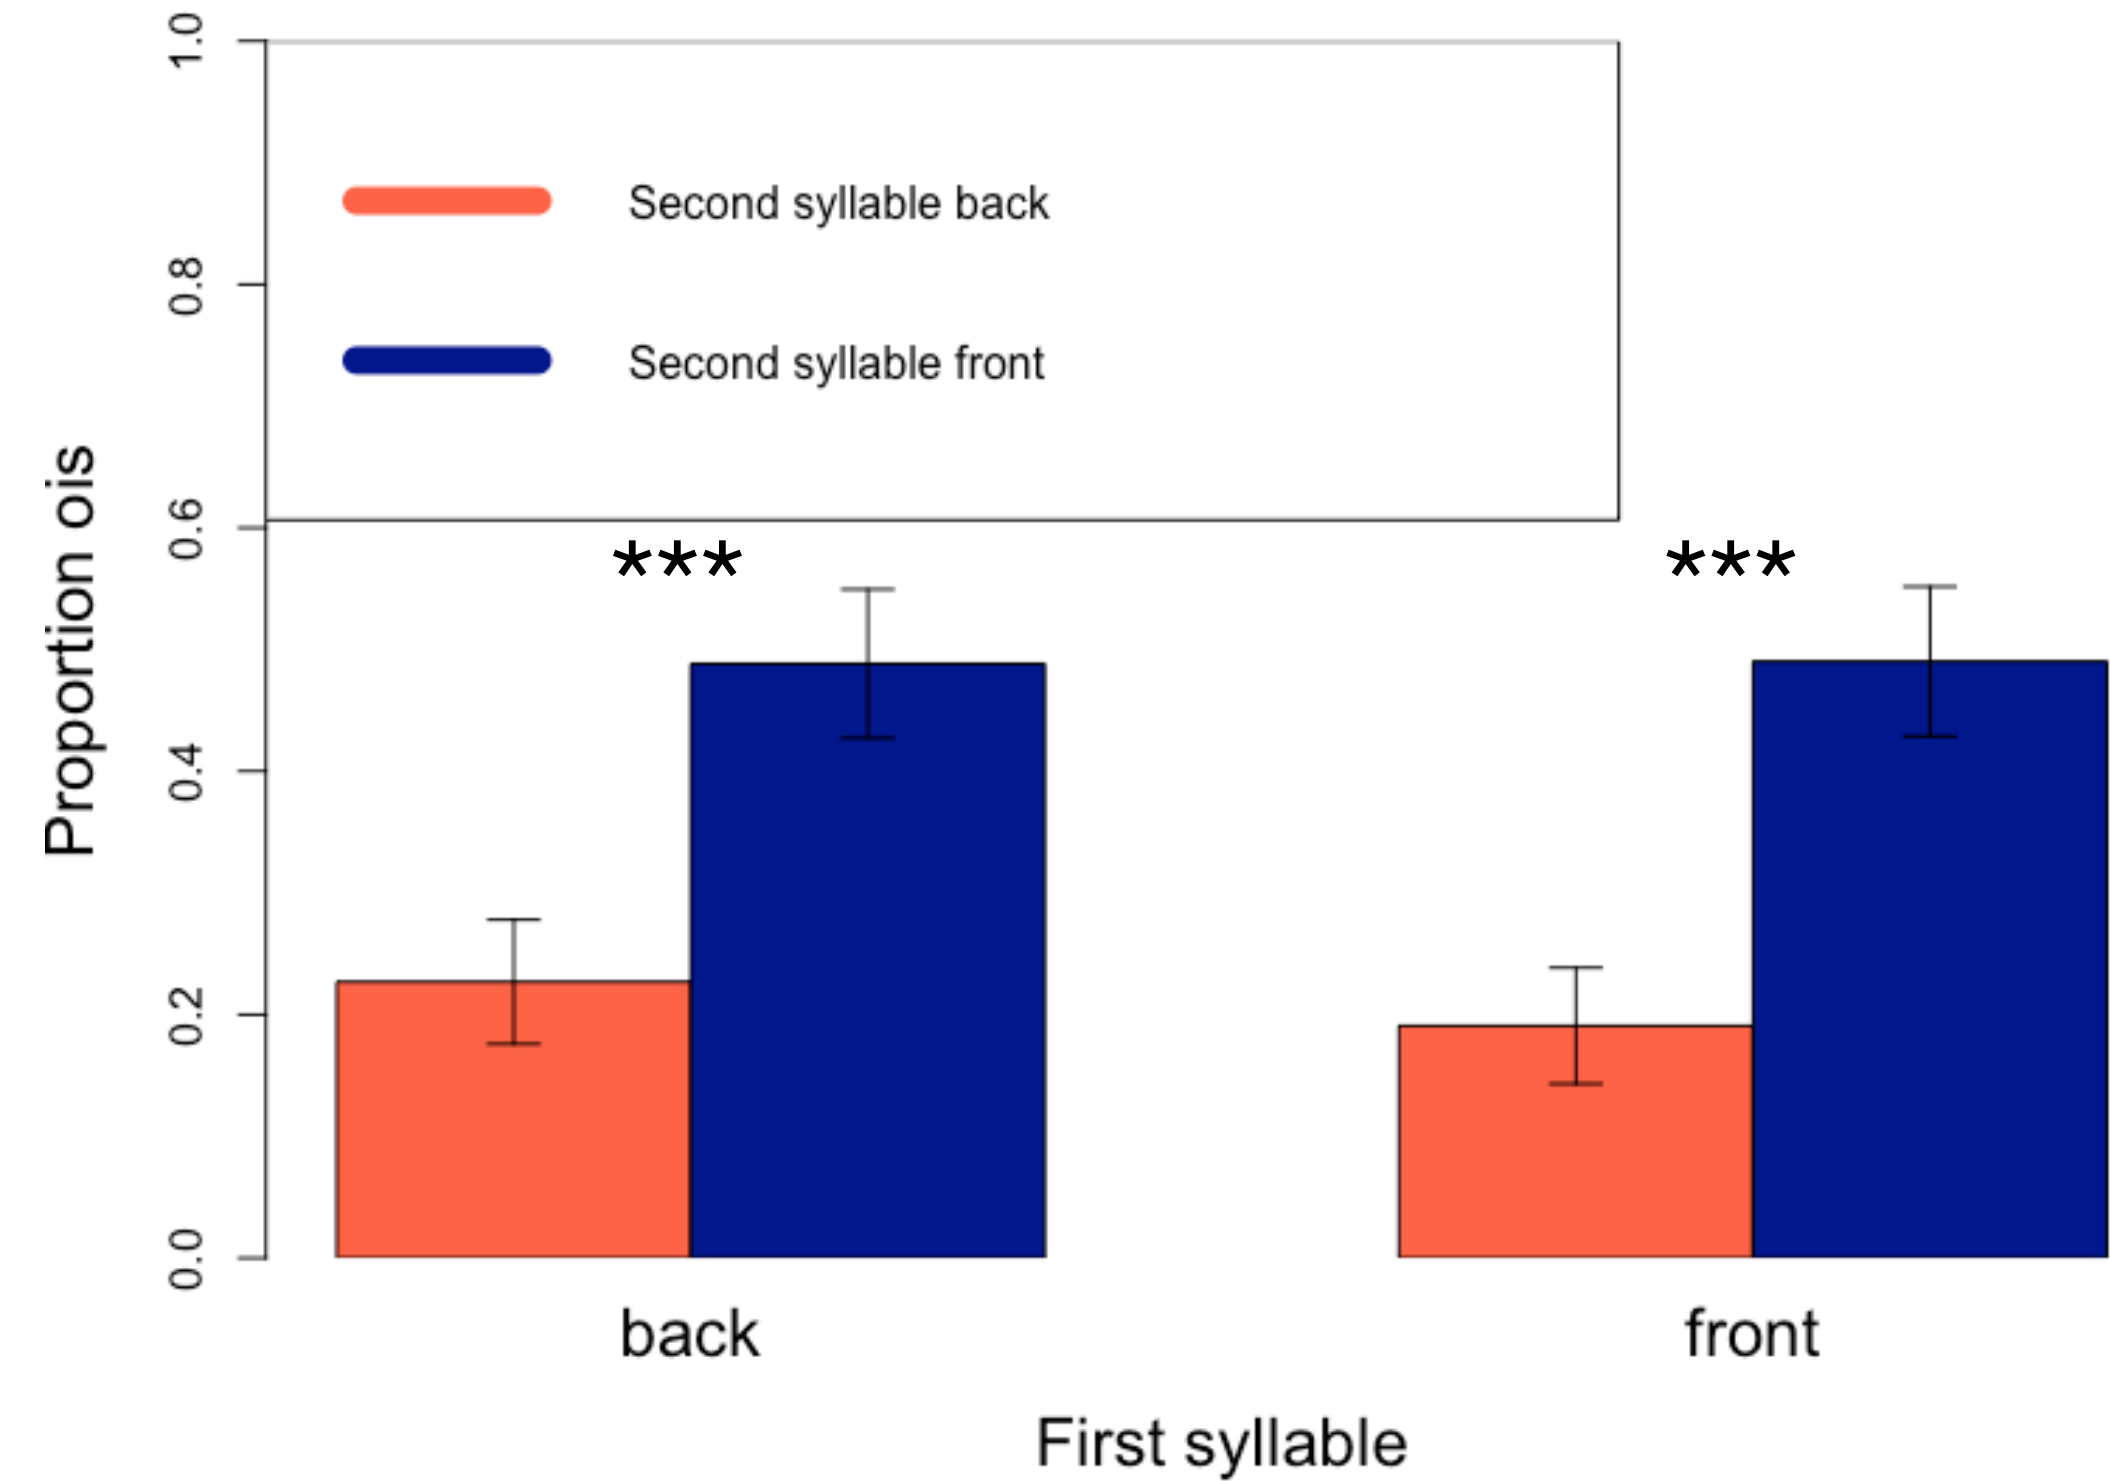 1.0
Second syllable back
0.8
Second syllable front
0.6
***
***
Proportion ois
0.4
0.2
0.0
back
front
First syllable